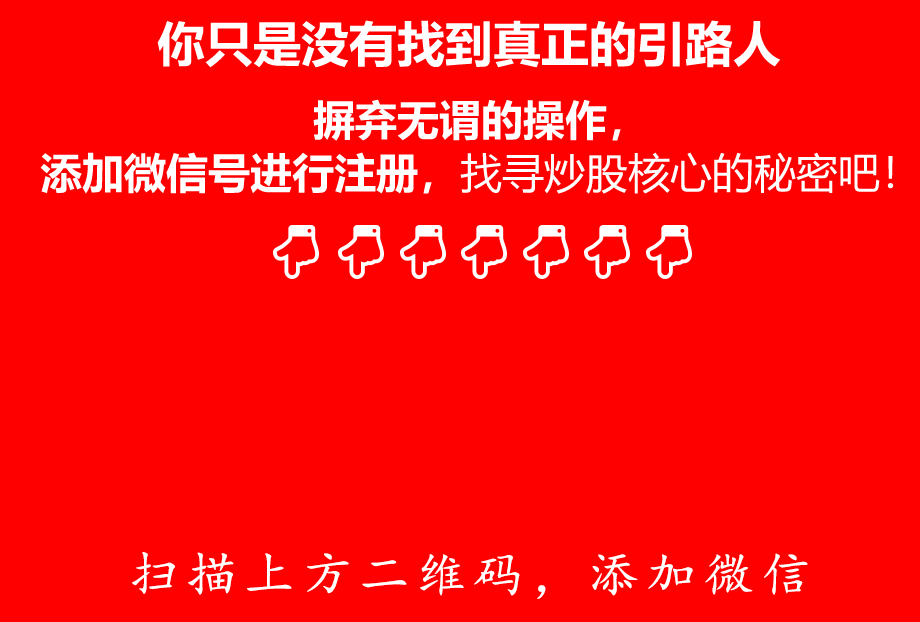 你只是没有找到真正的引路人
摒弃无谓的操作，
添加微信号进行注册，找寻炒股核心的秘密吧！
扫描上方二维码，添加微信